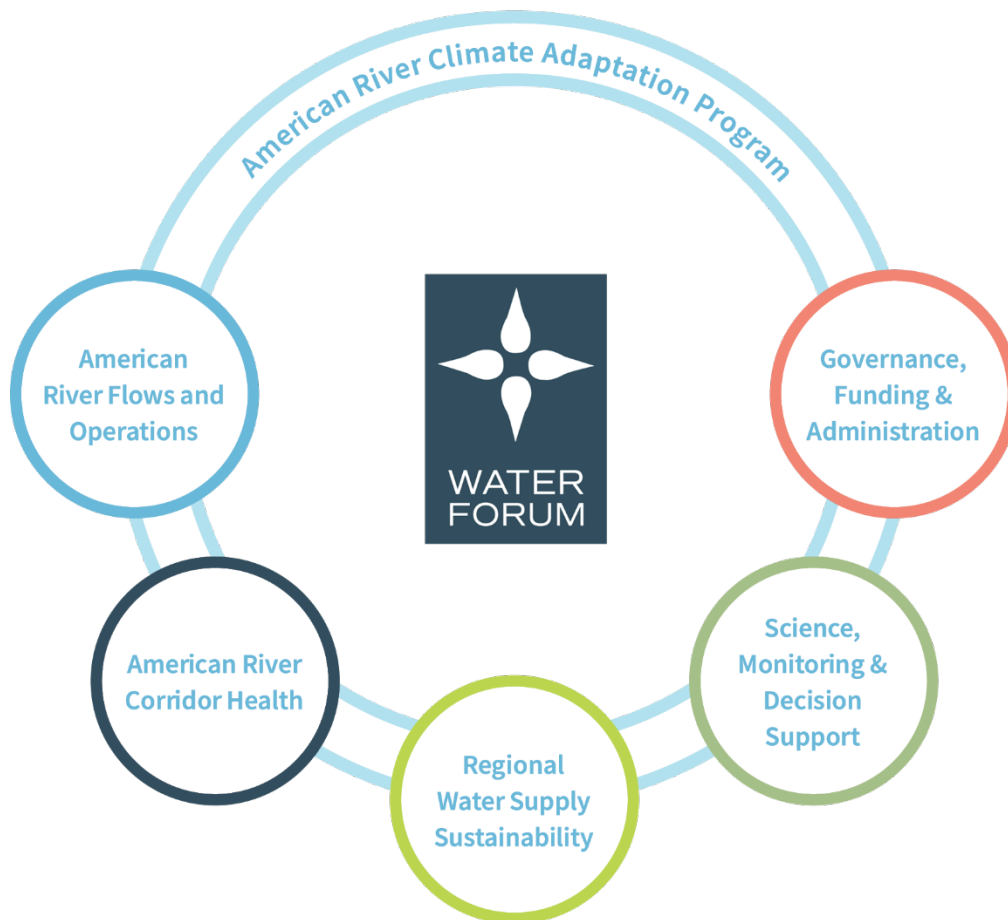 American River Climate Adaptation Program
American
River Flows and
Operations
WATER
FORUM
Governance,
Funding &
Administration
American River
Corridor Health
Science,
Monitoring &
Decision
Support
Regional
Water Supply
Sustainability